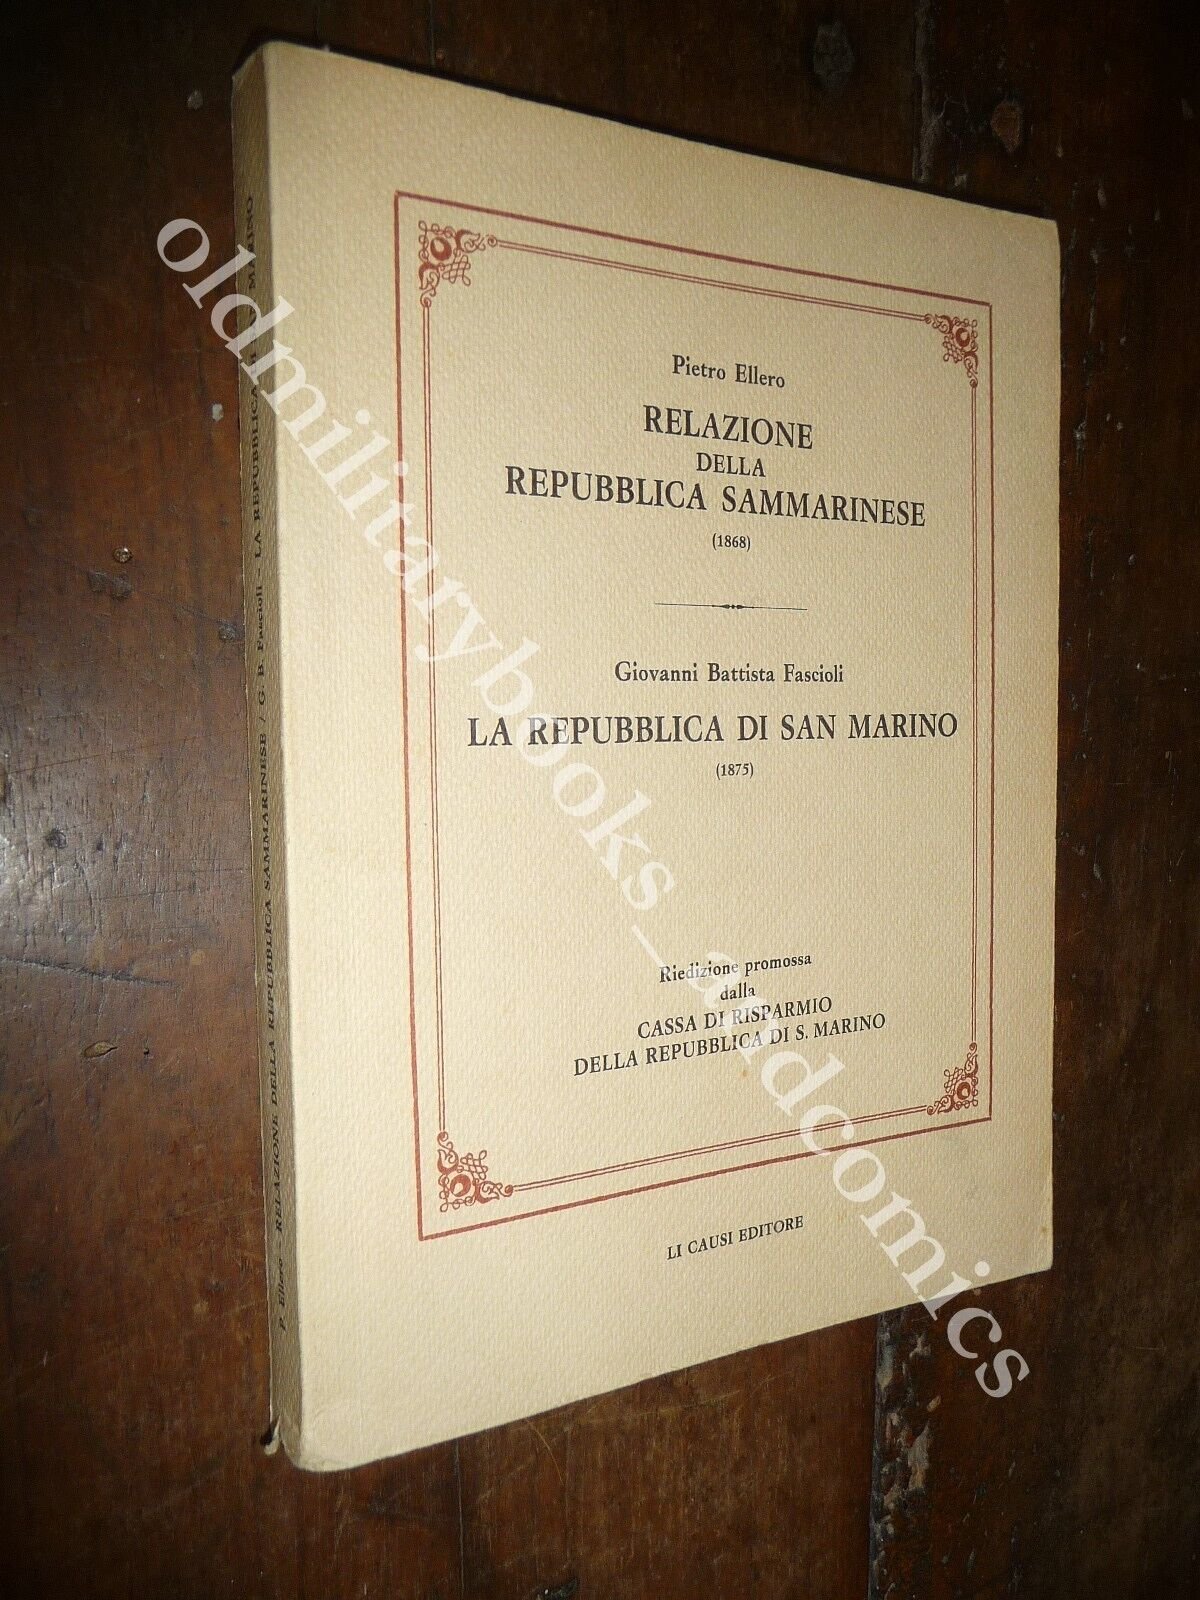 Pietro Ellero
RELAZIONE
DELLA
REPUBBLICA SAMMARINESE
(1868)
Giovanni Battista Fascioli
LA REPUBBLICA DI SAN MARINO
(1875)
Riedizione promossa
dalla
CASSA DI RISPARMIO
DELLA REPUBBLICA DI S. MARINO
LI CAUSI EDITORE
P. Ellero - RELAZIONE DELLA REPUBBLICA SAMMARINESE / G. B. Fascioli - LA REPUBBLICA MARINO
oldmilitarybooks_andcomics